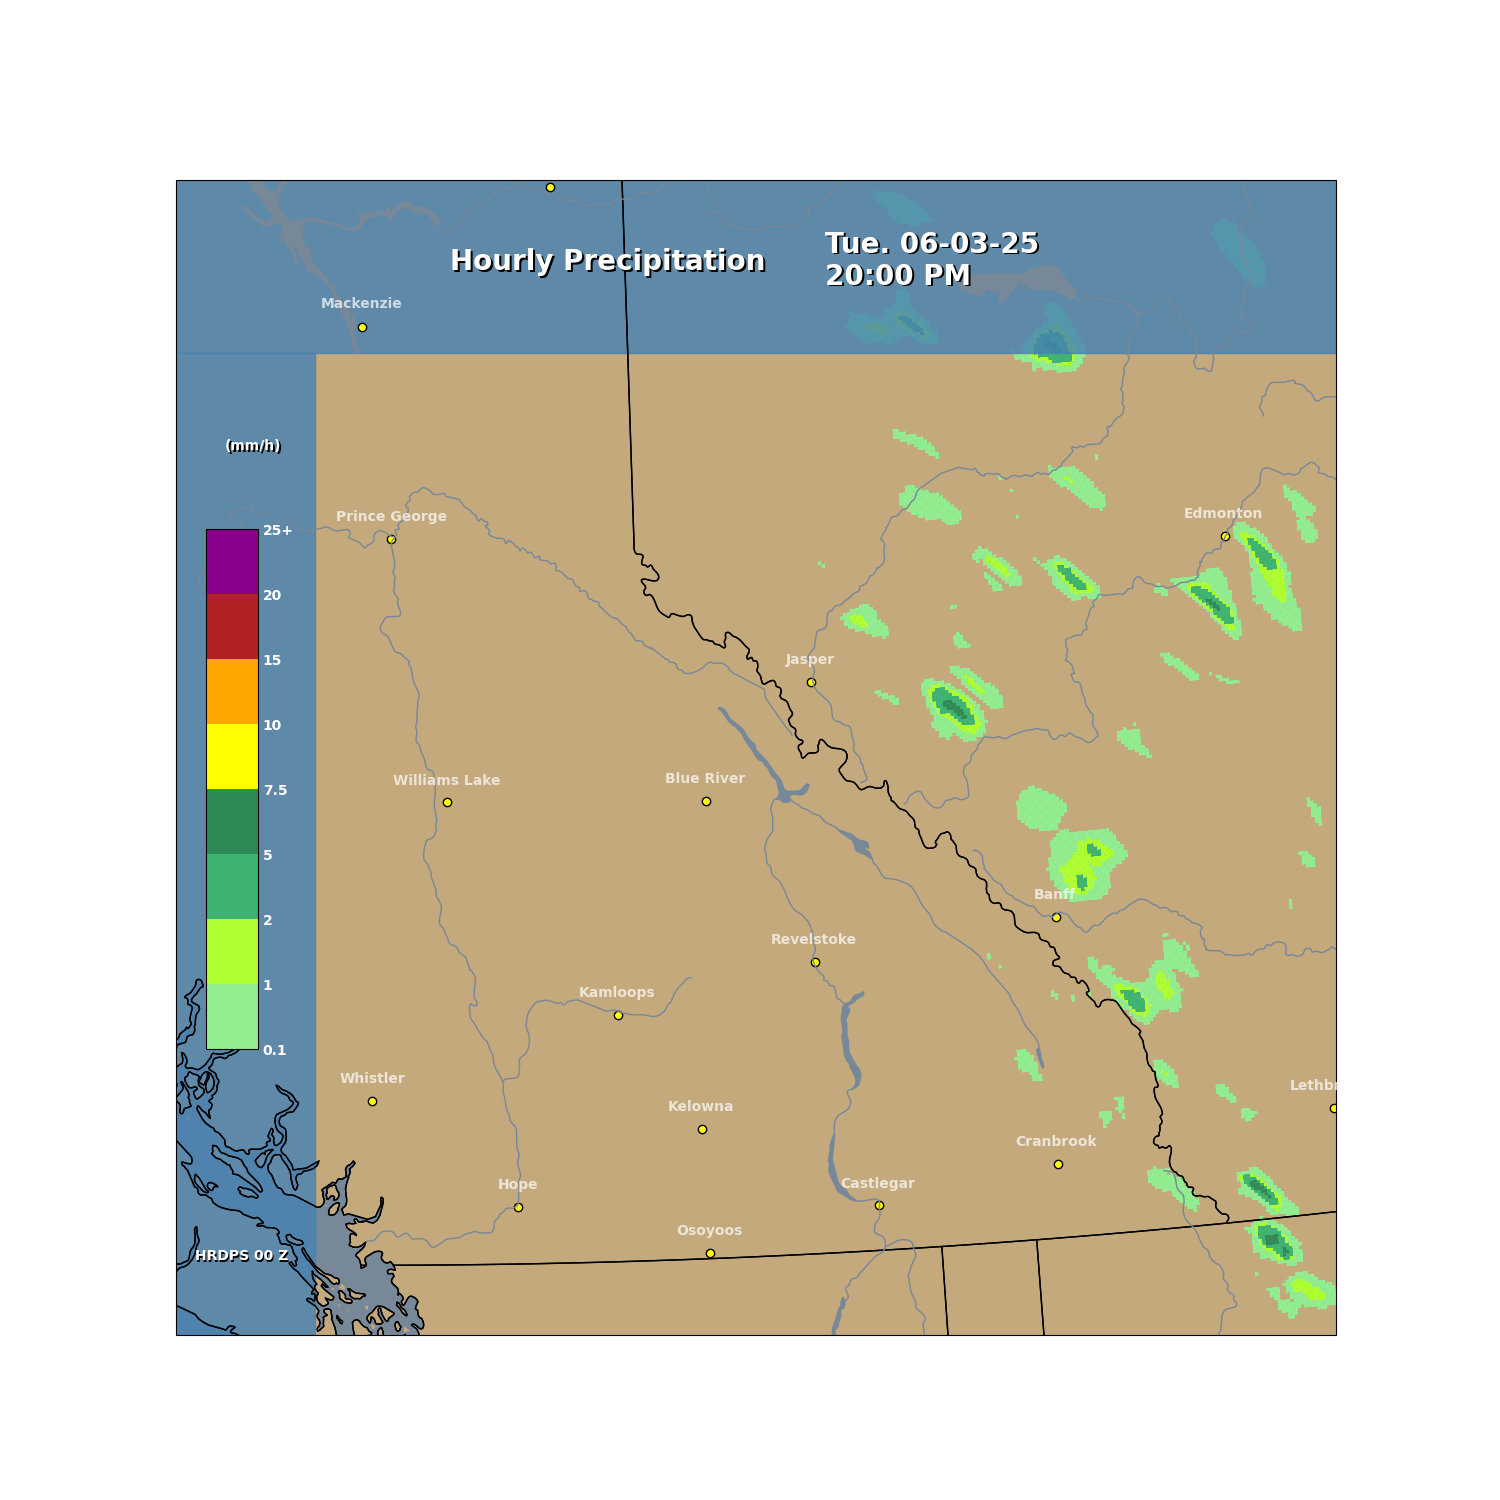 Hourly Precipitation
Tue. 06-03-25
20:00 PM
Mackenzie
(mm/h)
25+
20
15
10
7.5
5
2
1
0.1
Prince George
Edmonton
Jasper
Williams Lake
Blue River
Banff
Revelstoke
Kamloops
Whistler
Lethbr
Kelowna
Cranbrook
Hope
Castlegar
Osoyoos
HRDPS 00 Z